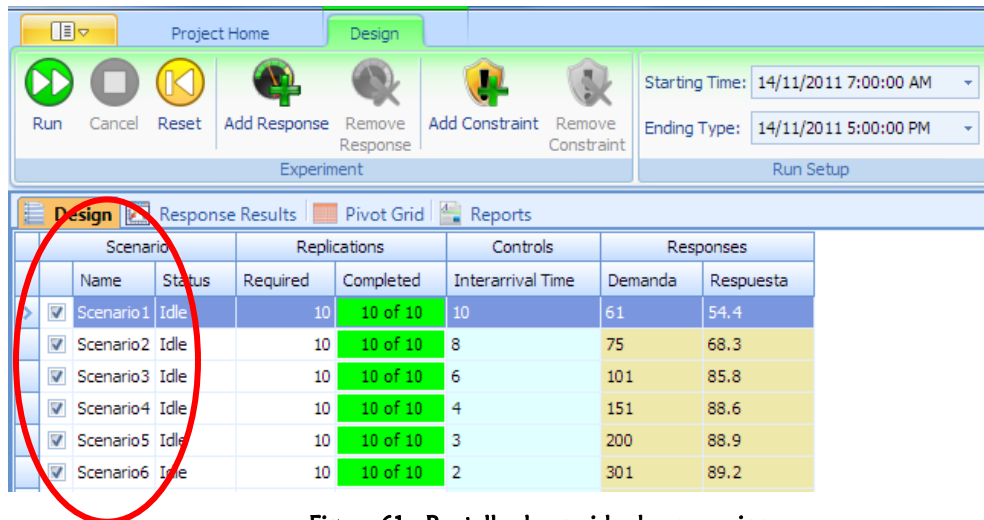 Project Home Design
Run Cancel Reset Add Response Remove Response Add Constraint Remove Constraint
Starting Time: 14/11/2011 7:00:00 AM
Ending Type: 14/11/2011 5:00:00 PM
Experiment Run Setup
Design Response Results Pivot Grid Reports
Scenario Replications Controls Responses
Name Status Required Completed Interarrival Time Demanda Respuesta
Scenario1 Idle 10 10 of 10 10 61 54.4
Scenario2 Idle 10 10 of 10 8 75 68.3
Scenario3 Idle 10 10 of 10 6 101 85.8
Scenario4 Idle 10 10 of 10 4 151 88.6
Scenario5 Idle 10 10 of 10 3 200 88.9
Scenario6 Idle 10 10 of 10 2 301 89.2